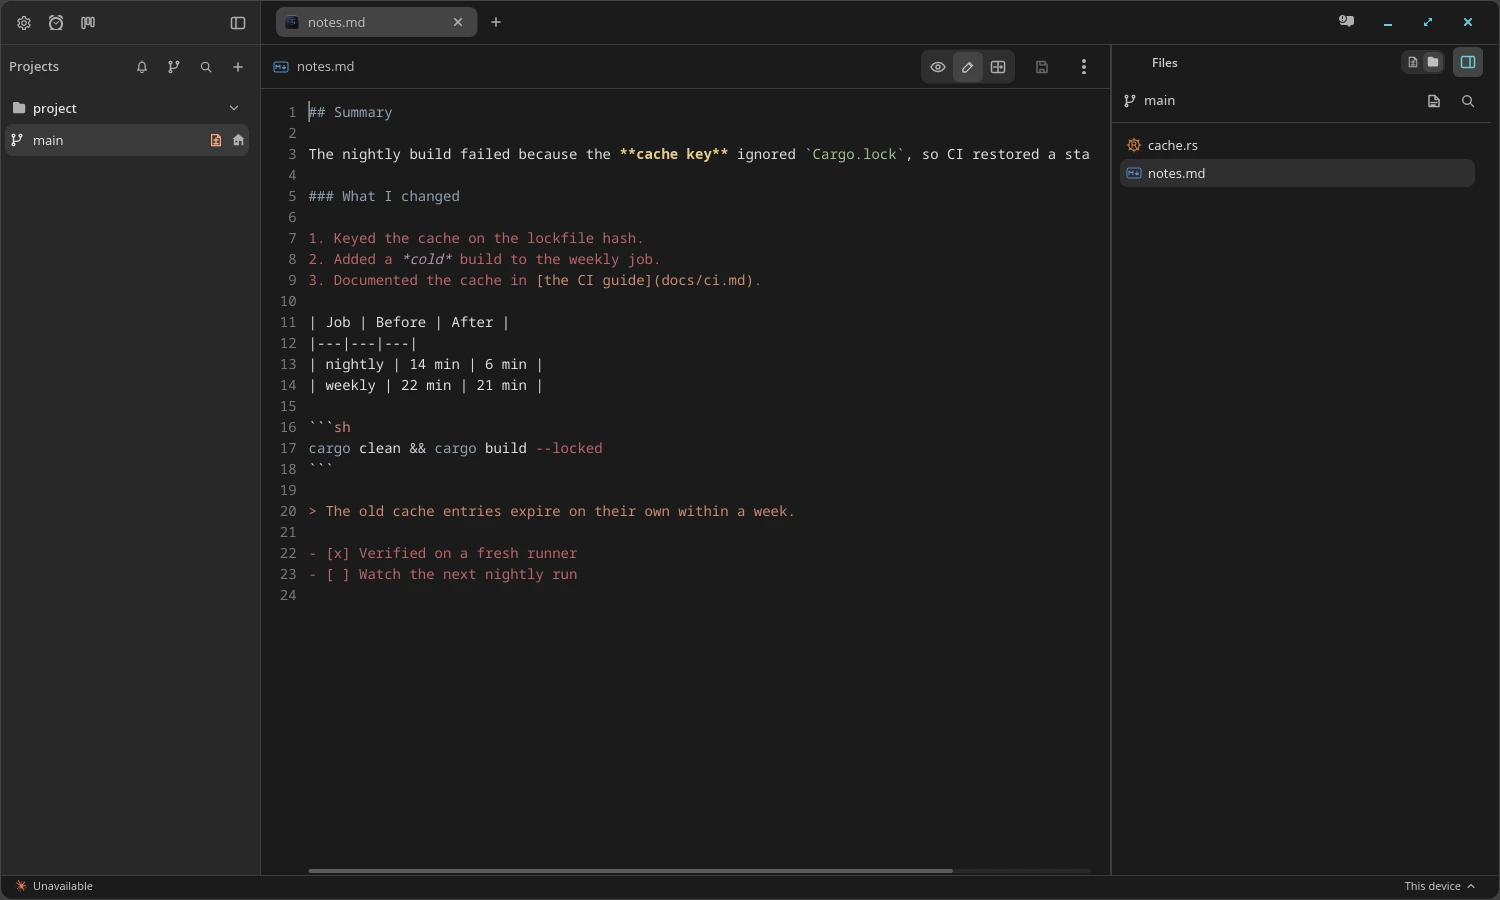 notes.md
Projects
notes.md
Files
project
main
main
1 ## Summary
2
3 The nightly build failed because the **cache key** ignored `Cargo.lock`, so CI restored a sta
4
5 ### What I changed
6
7 1. Keyed the cache on the lockfile hash.
8 2. Added a *cold* build to the weekly job.
9 3. Documented the cache in [the CI guide](docs/ci.md).
10
11 | Job | Before | After |
12 |---|---|---|
13 | nightly | 14 min | 6 min |
14 | weekly | 22 min | 21 min |
15
16 ```sh
17 cargo clean && cargo build --locked
18 ```
19
20 > The old cache entries expire on their own within a week.
21
22 - [x] Verified on a fresh runner
23 - [ ] Watch the next nightly run
24
cache.rs
notes.md
Unavailable
This device